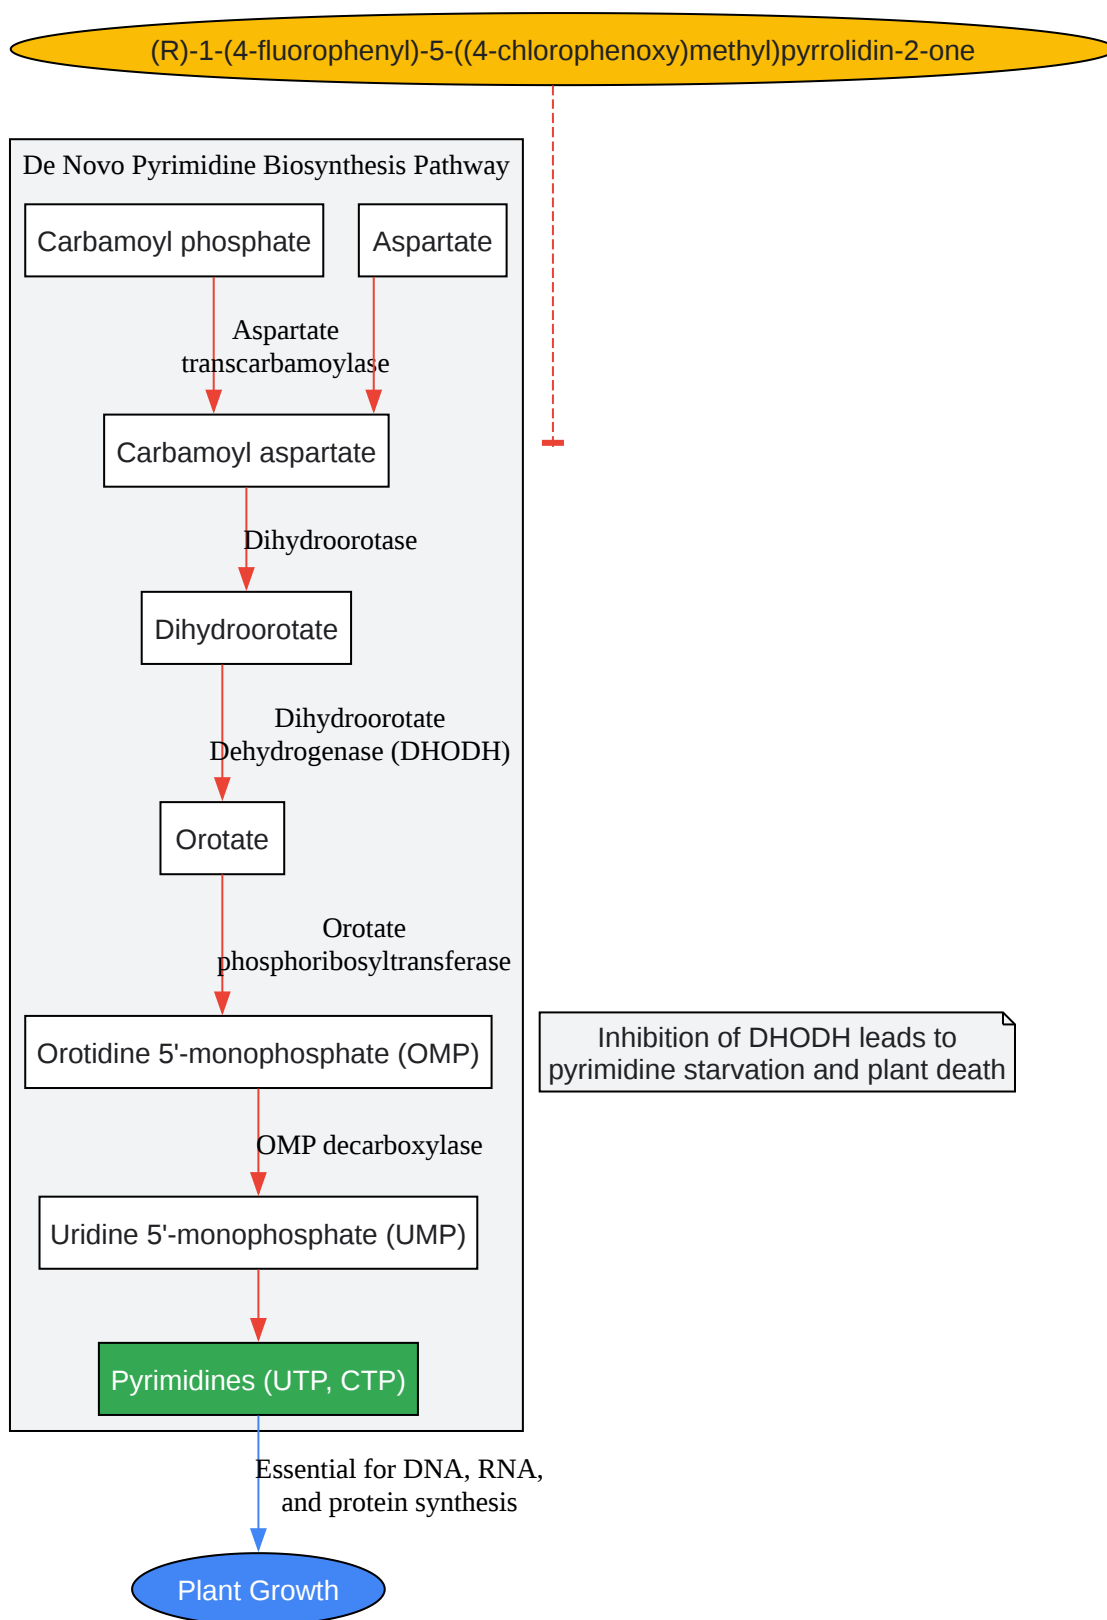 (R)-1-(4-fluorophenyl)-5-((4-chlorophenoxy)methyl)pyrrolidin-2-one
De Novo Pyrimidine Biosynthesis Pathway
Carbamoyl phosphate
Aspartate
Aspartate
transcarbamoylase
Carbamoyl aspartate
Dihydroorotase
Dihydroorotate
Dihydroorotate
Dehydrogenase (DHODH)
Orotate
Orotate
phosphoribosyltransferase
Orotidine 5'-monophosphate (OMP)
Inhibition of DHODH leads to
pyrimidine starvation and plant death
OMP decarboxylase
Uridine 5'-monophosphate (UMP)
Pyrimidines (UTP, CTP)
Essential for DNA, RNA,
and protein synthesis
Plant Growth